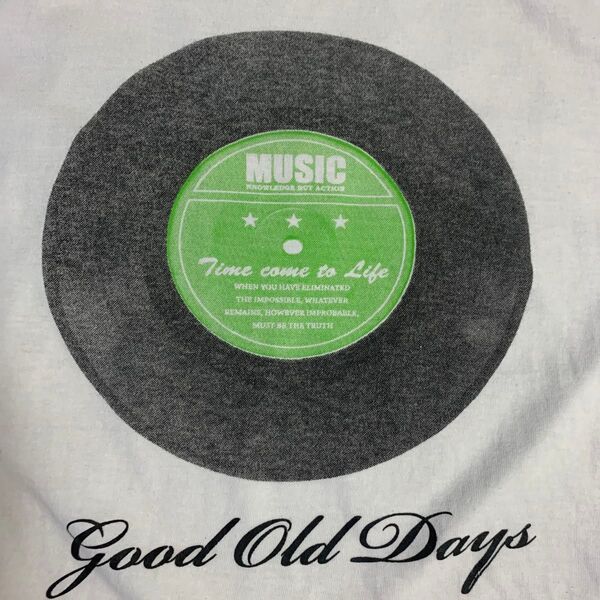 MUSIC
KNOWLEDGE BUT ACTION
Time come to Life
WHEN YOU HAVE ELIMINATED
THE IMPOSSIBLE, WHATEVER
REMAINS, HOWEVER IMPROBABLE,
MUST BE THE TRUTH
Good Old Days